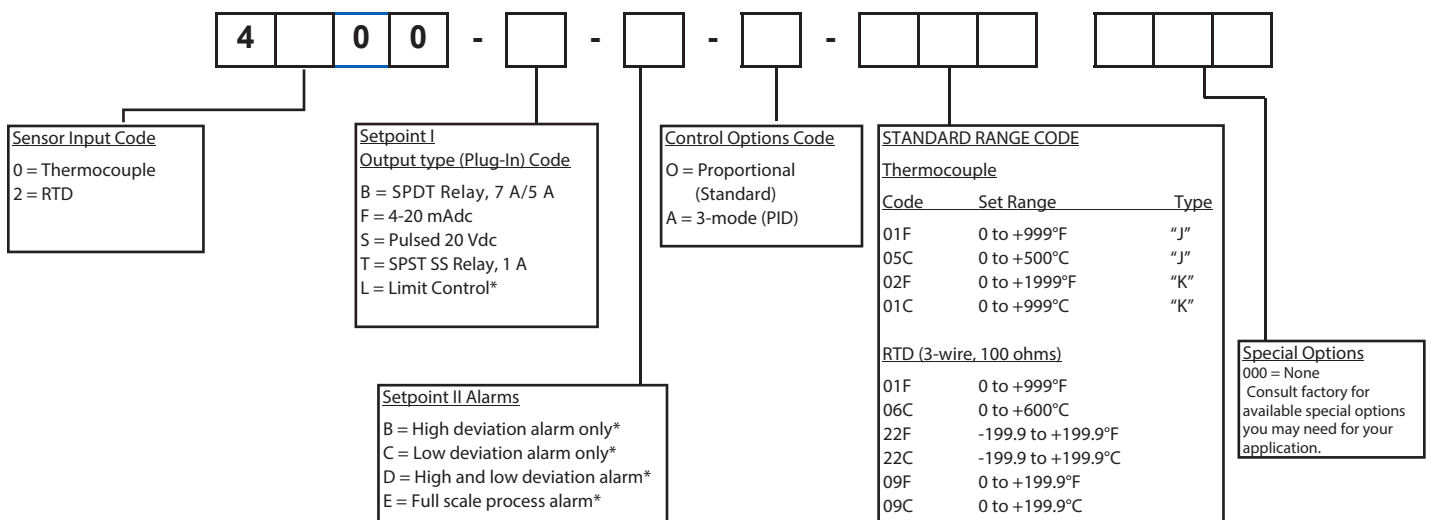 4 0 0 - - - -
Sensor Input Code
0 = Thermocouple
2 = RTD
Setpoint I
Output type (Plug-In) Code
B = SPDT Relay, 7 A/5 A
F = 4-20 mAdc
S = Pulsed 20 Vdc
T = SPST SS Relay, 1 A
L = Limit Control*
Setpoint II Alarms
B = High deviation alarm only*
C = Low deviation alarm only*
D = High and low deviation alarm*
E = Full scale process alarm*
Control Options Code
O = Proportional
(Standard)
A = 3-mode (PID)
STANDARD RANGE CODE
Thermocouple
Code Set Range Type
01F 0 to +999°F “J”
05C 0 to +500°C “J”
02F 0 to +1999°F “K”
01C 0 to +999°C “K”
RTD (3-wire, 100 ohms)
01F 0 to +999°F
06C 0 to +600°C
22F -199.9 to +199.9°F
22C -199.9 to +199.9°C
09F 0 to +199.9°F
09C 0 to +199.9°C
Special Options
000 = None
Consult factory for
available special options
you may need for your
application.